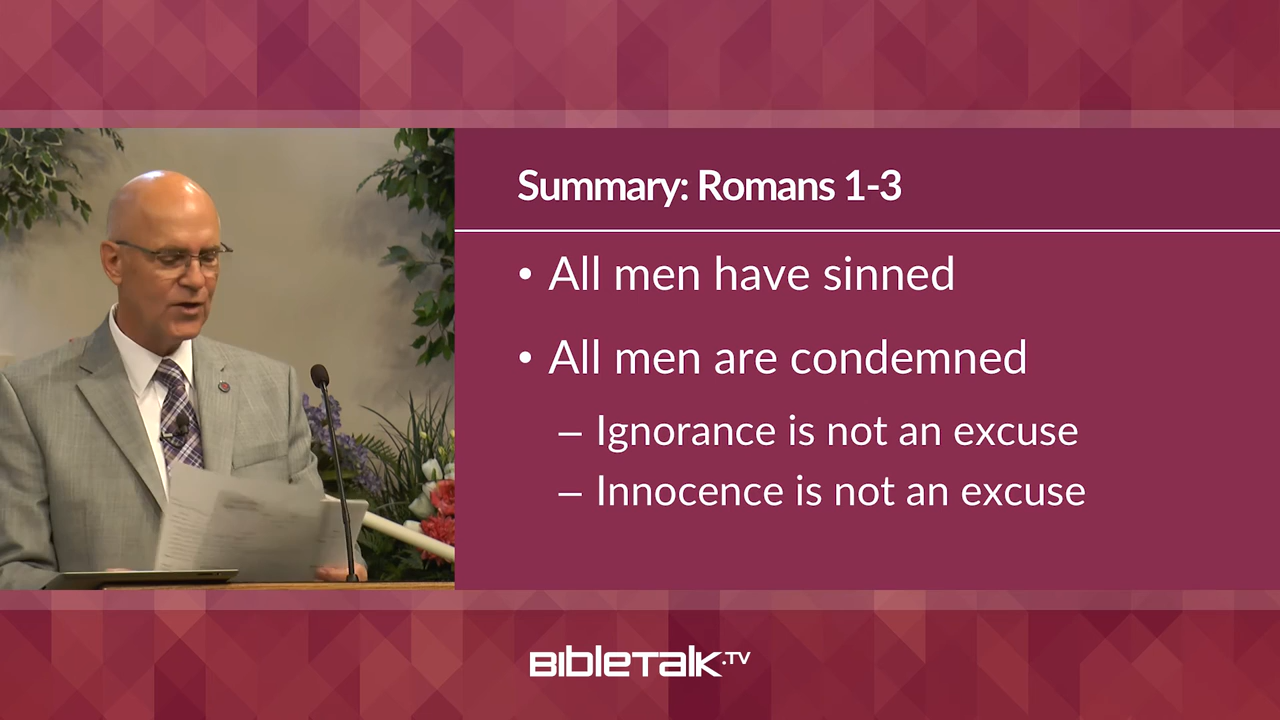 Summary: Romans 1-3
• All men have sinned
• All men are condemned
– Ignorance is not an excuse
– Innocence is not an excuse
BIBLETALK.TV